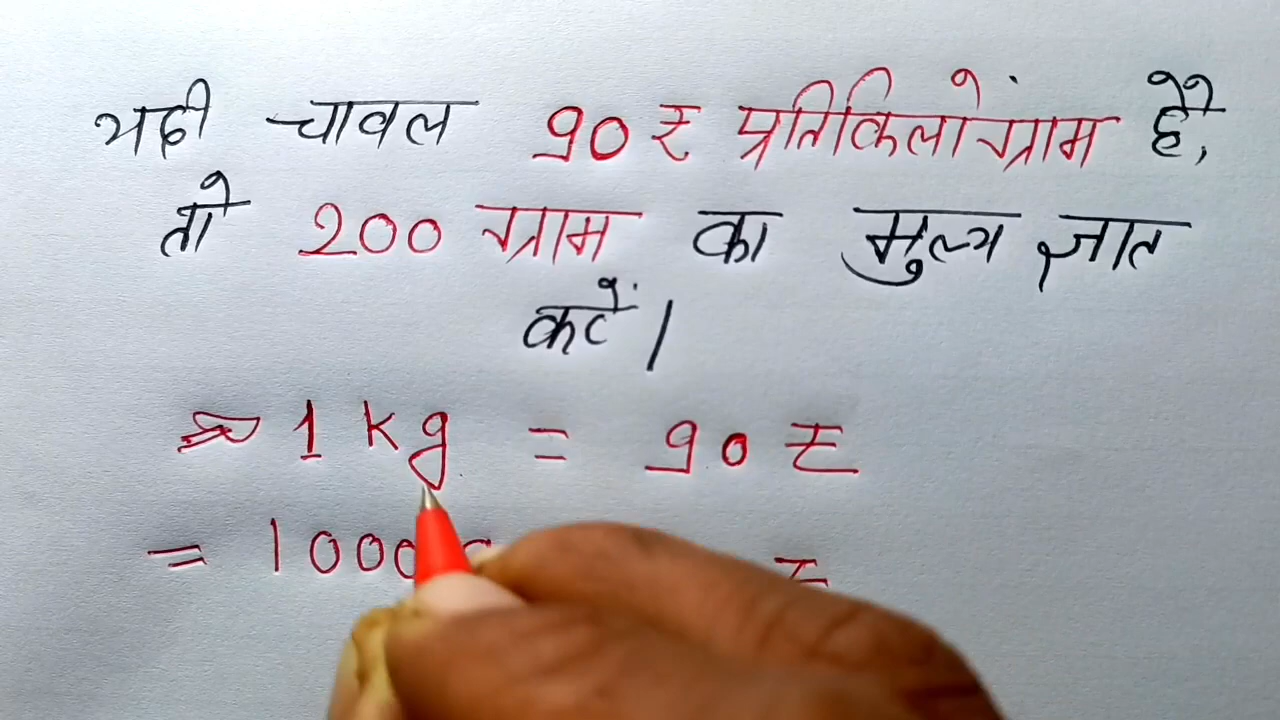 यदी चावल 90 ₹ प्रतिकिलोंग्राम है,
तो 200 ग्राम का मुल्य ज्ञात
करें।
⇒ 1 kg = 90 ₹
= 1000 ₹